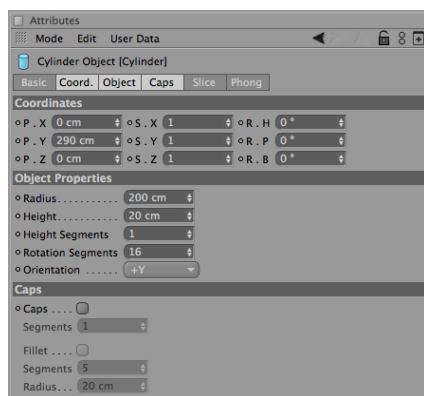 Attributes
Mode Edit User Data
Cylinder Object [Cylinder]
Basic Coord. Object Caps Slice Phong
Coordinates
P . X 0 cm S . X 1 R . H 0 °
P . Y 290 cm S . Y 1 R . P 0 °
P . Z 0 cm S . Z 1 R . B 0 °
Object Properties
Radius........... 200 cm
Height........... 20 cm
Height Segments 1
Rotation Segments 16
Orientation ...... +Y
Caps
Caps ....
Segments 1
Fillet ....
Segments 5
Radius... 20 cm